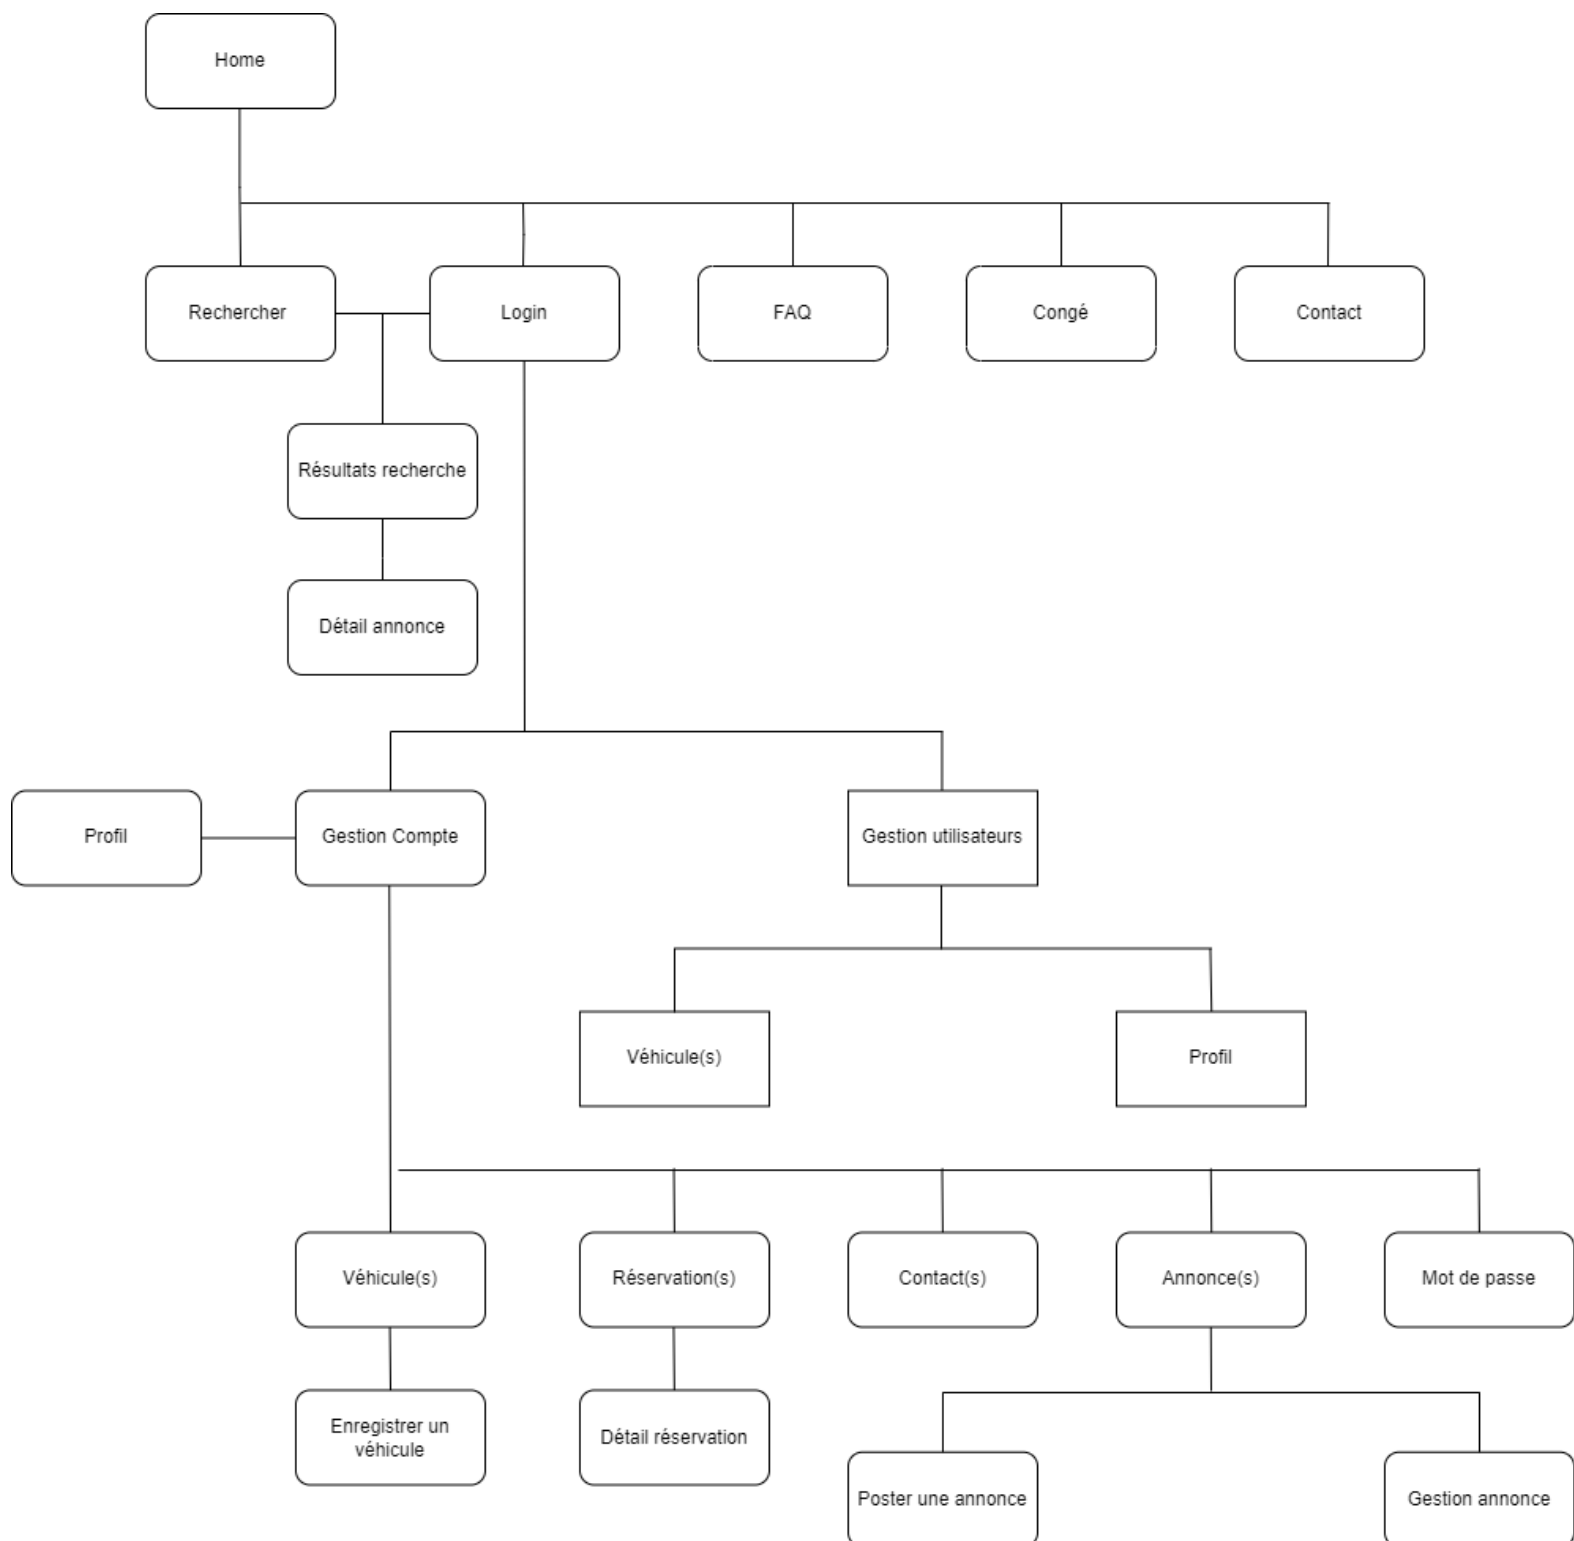 Home
Rechercher
Login
FAQ
Congé
Contact
Résultats recherche
Détail annonce
Profil
Gestion Compte
Gestion utilisateurs
Véhicule(s)
Profil
Véhicule(s)
Réservation(s)
Contact(s)
Annonce(s)
Mot de passe
Enregistrer un
véhicule
Détail réservation
Poster une annonce
Gestion annonce